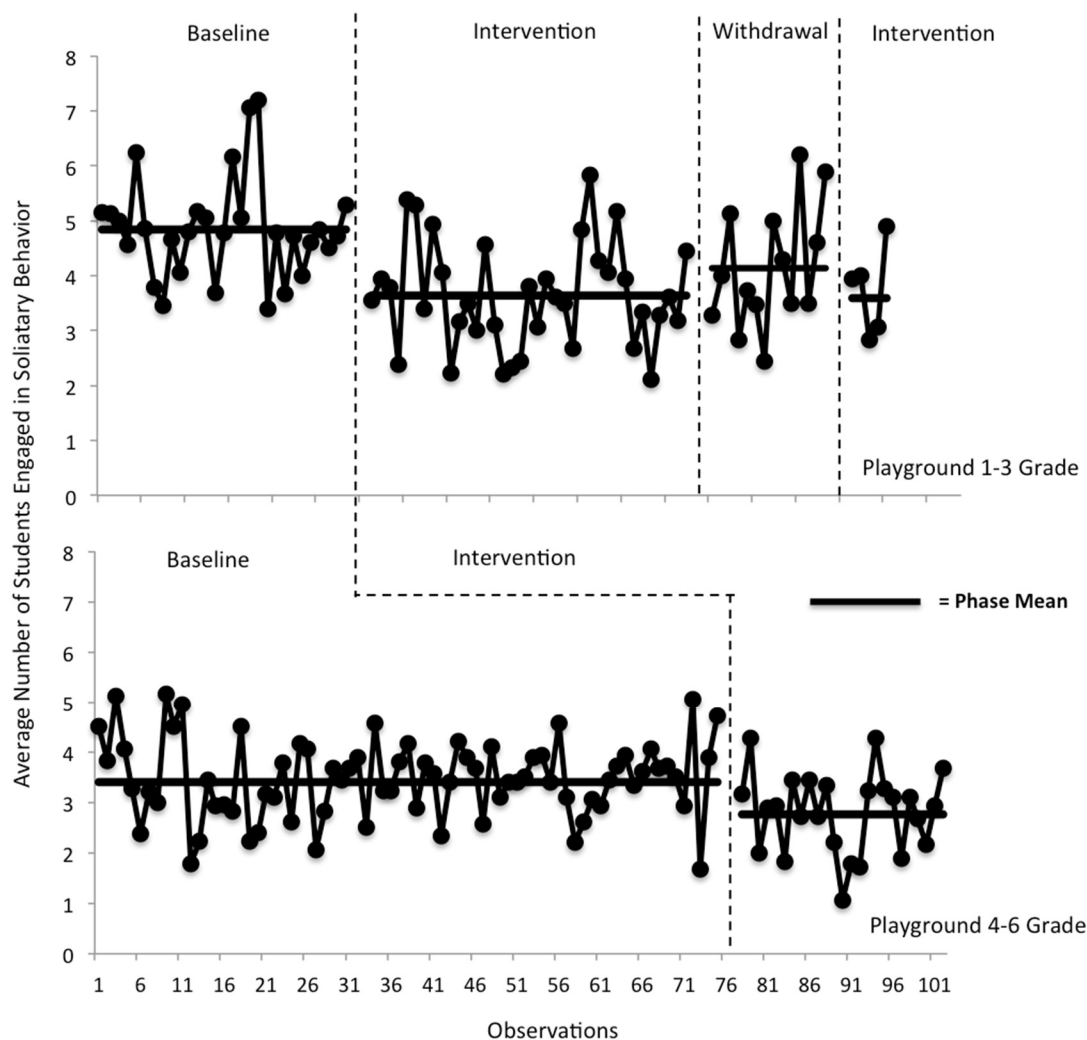 Baseline Intervention Withdrawal Intervention
8
7
6
5
4
3
2
1
0
Playground 1-3 Grade
Average Number of Students Engaged in Soliatary Behavior
Baseline Intervention
8
7
6
5
4
3
2
1
0
= Phase Mean
Playground 4-6 Grade
1 6 11 16 21 26 31 36 41 46 51 56 61 66 71 76 81 86 91 96 101
Observations